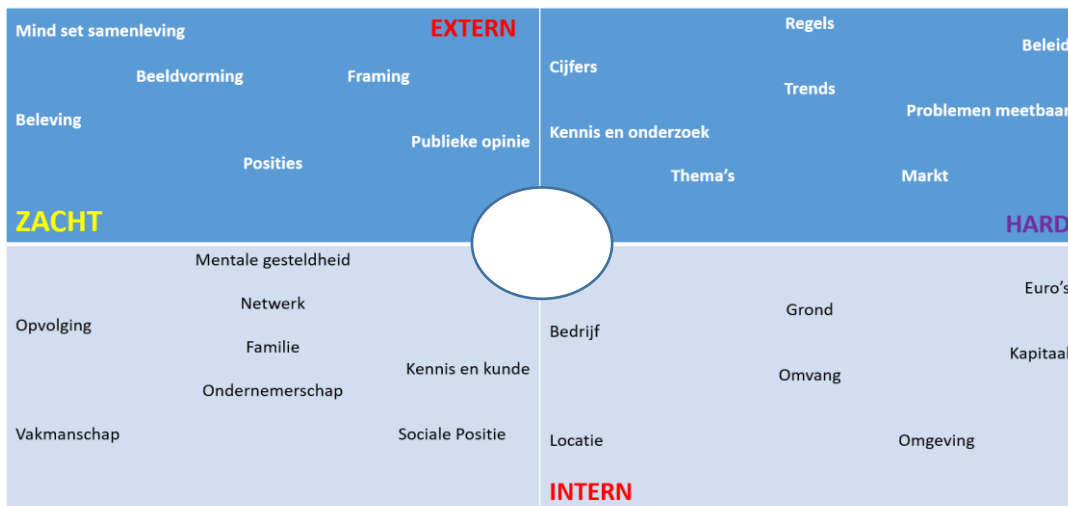 Mind set samenleving
EXTERN
Beeldvorming
Framing
Beleving
Publieke opinie
Posities
ZACHT
Regels
Beleid
Cijfers
Trends
Problemen meetbaar
Kennis en onderzoek
Thema’s
Markt
HARD
Mentale gesteldheid
Netwerk
Opvolging
Familie
Kennis en kunde
Ondernemerschap
Vakmanschap
Sociale Positie
Euro’s
Grond
Bedrijf
Kapitaal
Omvang
Locatie
Omgeving
INTERN